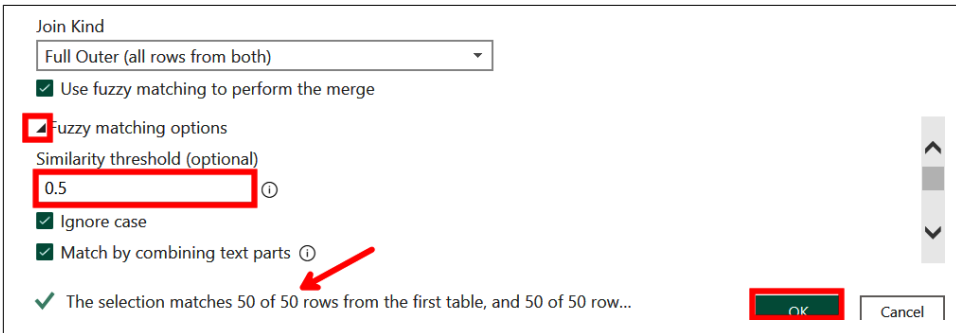 Join Kind
Full Outer (all rows from both)
Use fuzzy matching to perform the merge
Fuzzy matching options
Similarity threshold (optional)
0.5
Ignore case
Match by combining text parts
The selection matches 50 of 50 rows from the first table, and 50 of 50 row...
OK Cancel